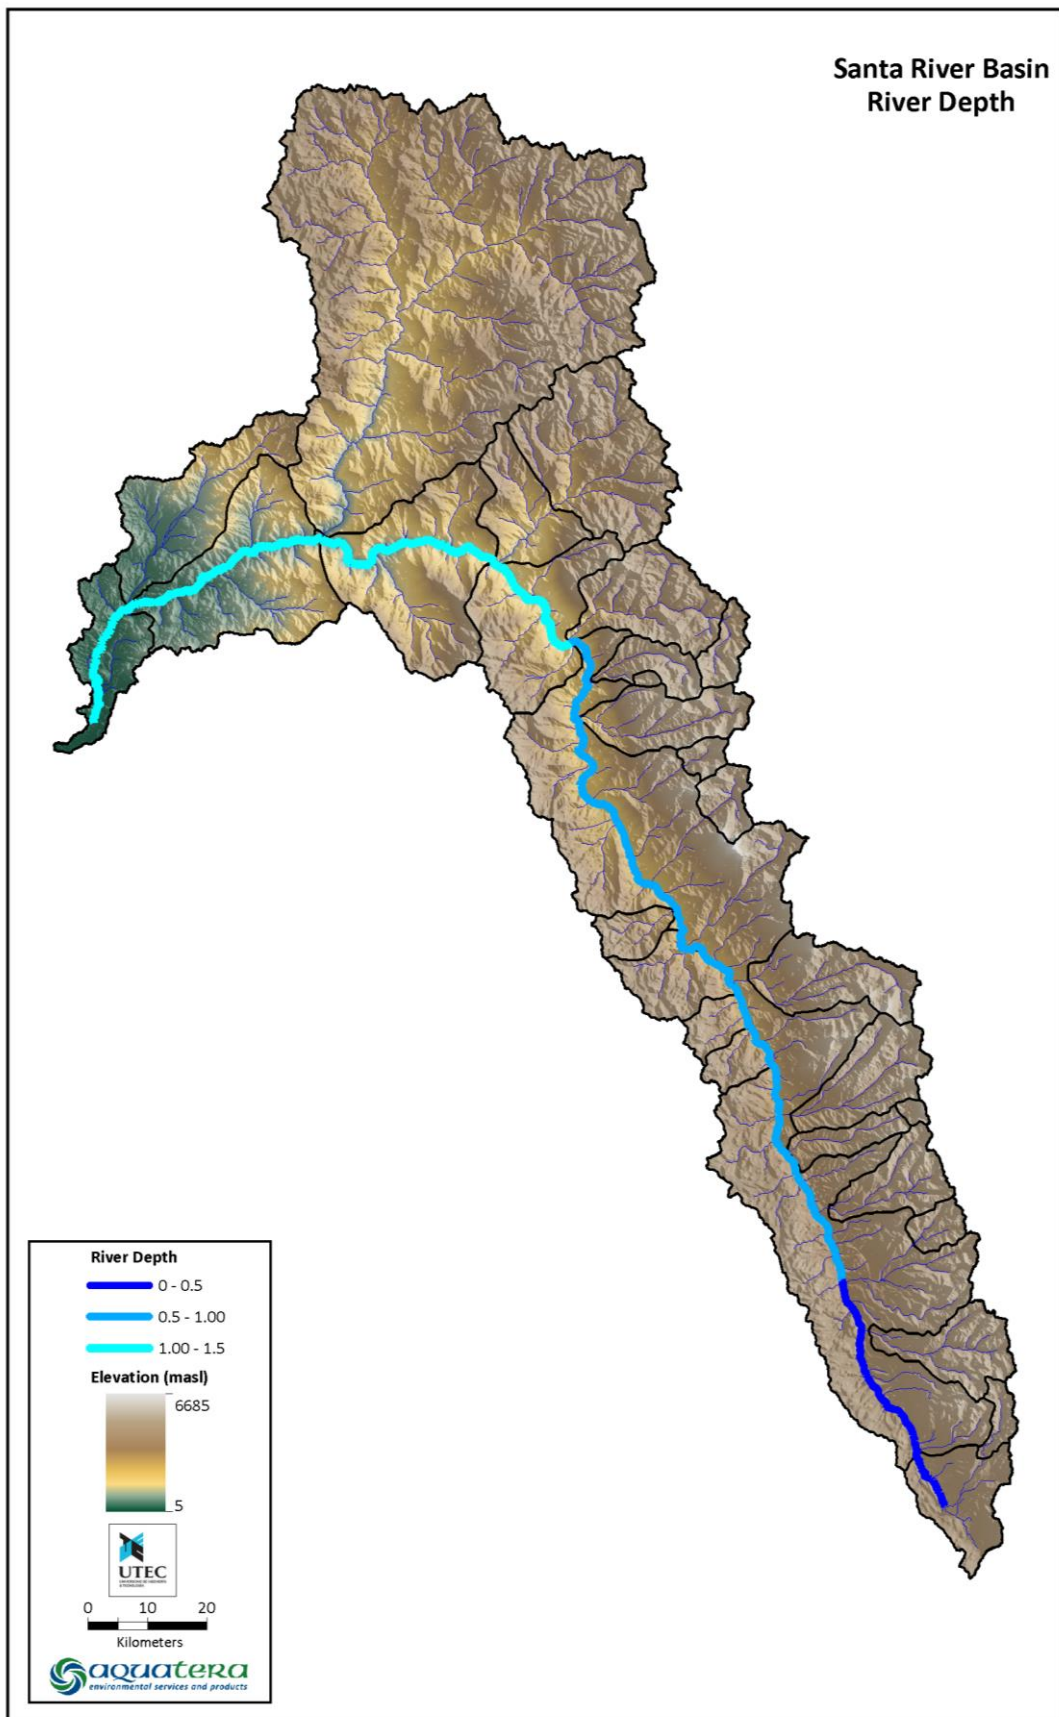 Santa River Basin
River Depth
River Depth
0 - 0.5
0.5 - 1.00
1.00 - 1.5
Elevation (masl)
6685
5
UTEC
0 10 20
Kilometers
aquatera
environmental services and products